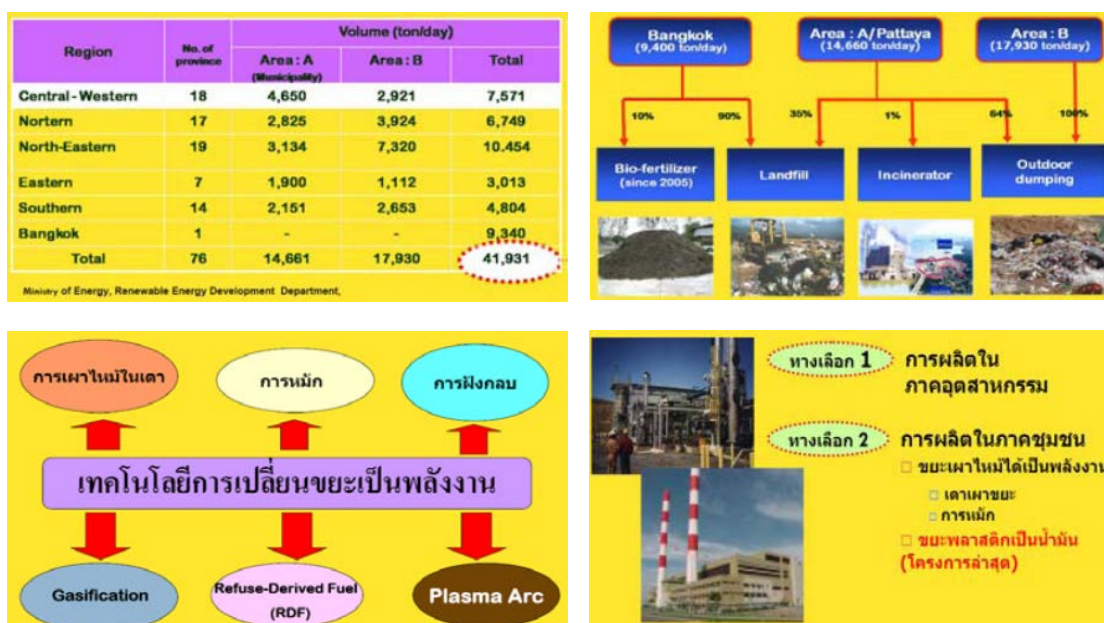 Region No. of province Volume (ton/day)
Area : A (Municipality) Area : B Total
Central - Western 18 4,650 2,921 7,571
Nortern 17 2,825 3,924 6,749
North-Eastern 19 3,134 7,320 10.454
Eastern 7 1,900 1,112 3,013
Southern 14 2,151 2,653 4,804
Bangkok 1 - - 9,340
Total 76 14,661 17,930 41,931
Ministry of Energy, Renewable Energy Development Department,
Bangkok
(9,400 ton/day)
Area : A/Pattaya
(14,660 ton/day)
Area : B
(17,930 ton/day)
10% 90% 35% 1% 64% 100%
Bio-fertilizer
(since 2005)
Landfill
Incinerator
Outdoor
dumping
การเผาไหม้ในเตา
การหมัก
การฝังกลบ
เทคโนโลยีการเปลี่ยนขยะเป็นพลังงาน
Gasification
Refuse-Derived Fuel
(RDF)
Plasma Arc
ทางเลือก 1 การผลิตใน
ภาคอุตสาหกรรม
ทางเลือก 2 การผลิตในภาคชุมชน
ขยะเผาไหม้ได้เป็นพลังงาน
เตาเผาขยะ
การหมัก
ขยะพลาสติกเป็นน้ำมัน
(โครงการล่าสุด)